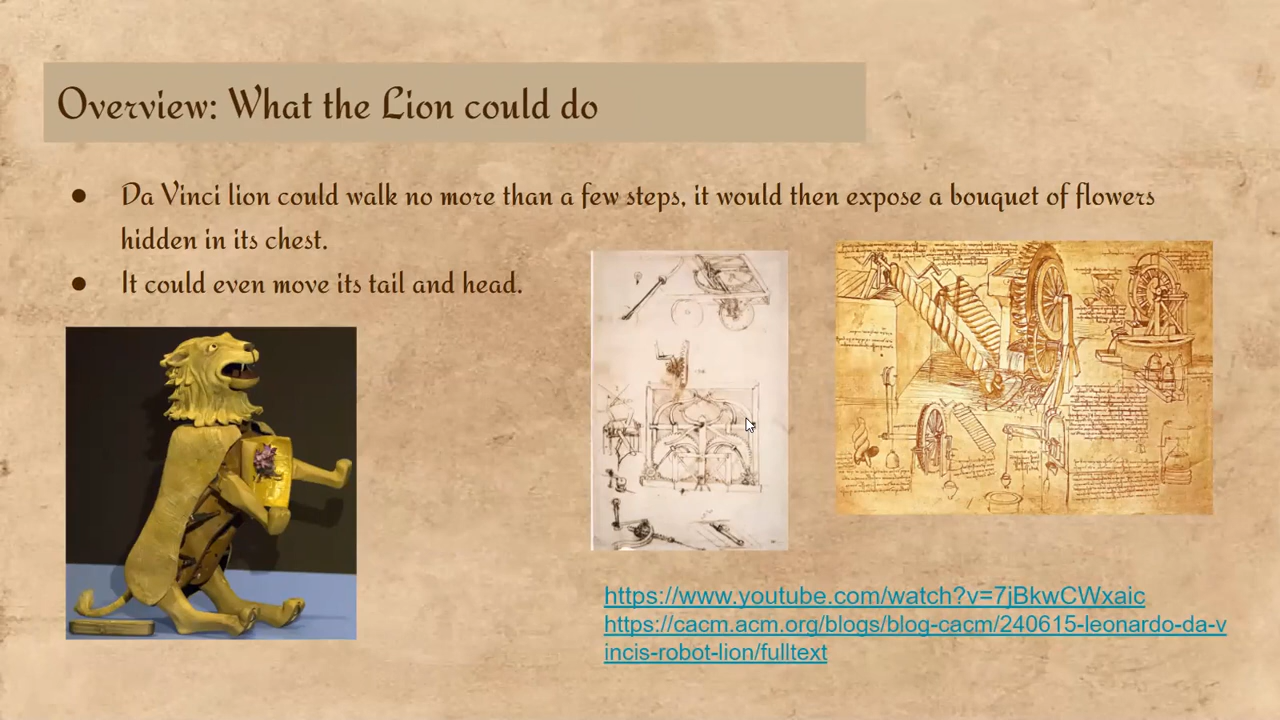 Overview: What the Lion could do
● Da Vinci lion could walk no more than a few steps, it would then expose a bouquet of flowers
hidden in its chest.
● It could even move its tail and head.
https://www.youtube.com/watch?v=7jBkwCWxaic
https://cacm.acm.org/blogs/blog-cacm/240615-leonardo-da-v
incis-robot-lion/fulltext